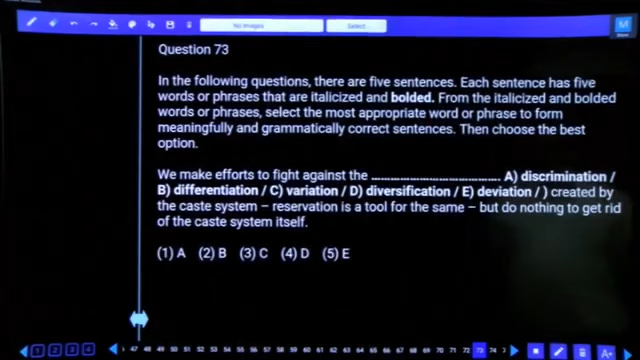 No Images
Select...
M
Question 73
In the following questions, there are five sentences. Each sentence has five
words or phrases that are italicized and bolded. From the italicized and bolded
words or phrases, select the most appropriate word or phrase to form
meaningfully and grammatically correct sentences. Then choose the best
option.
We make efforts to fight against the ........................................ A) discrimination /
B) differentiation / C) variation / D) diversification / E) deviation / ) created by
the caste system – reservation is a tool for the same – but do nothing to get rid
of the caste system itself.
(1) A (2) B (3) C (4) D (5) E
1 2 3 4 47 48 49 50 51 52 53 54 55 56 57 58 59 60 61 62 63 64 65 66 67 68 69 70 71 72 73 74 A+